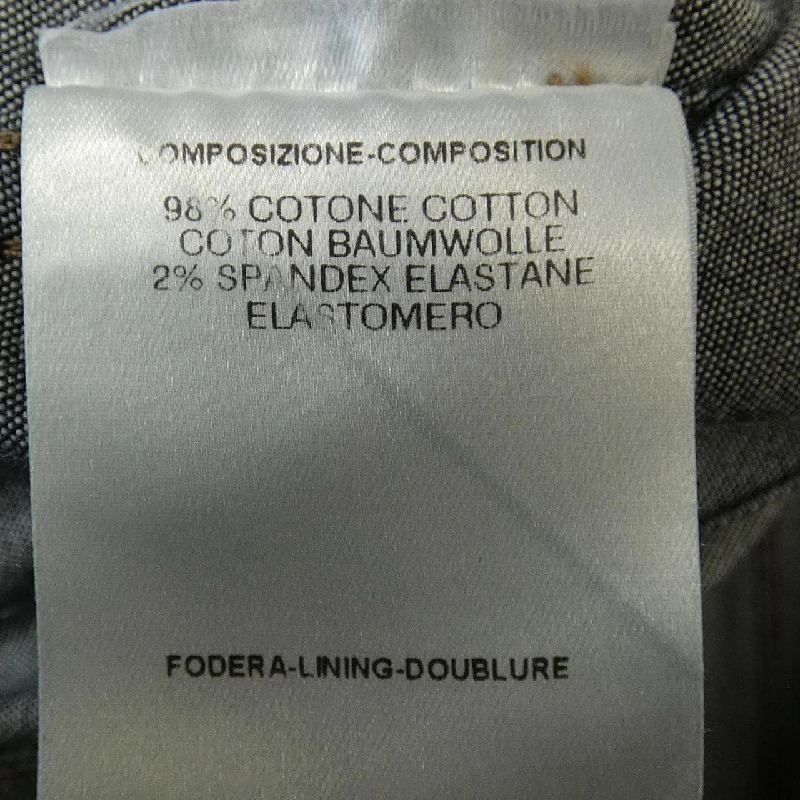 COMPOSIZIONE-COMPOSITION
98% COTONE COTTON
COTON BAUMWOLLE
2% SPANDEX ELASTANE
ELASTOMERO
FODERA-LINING-DOUBLURE